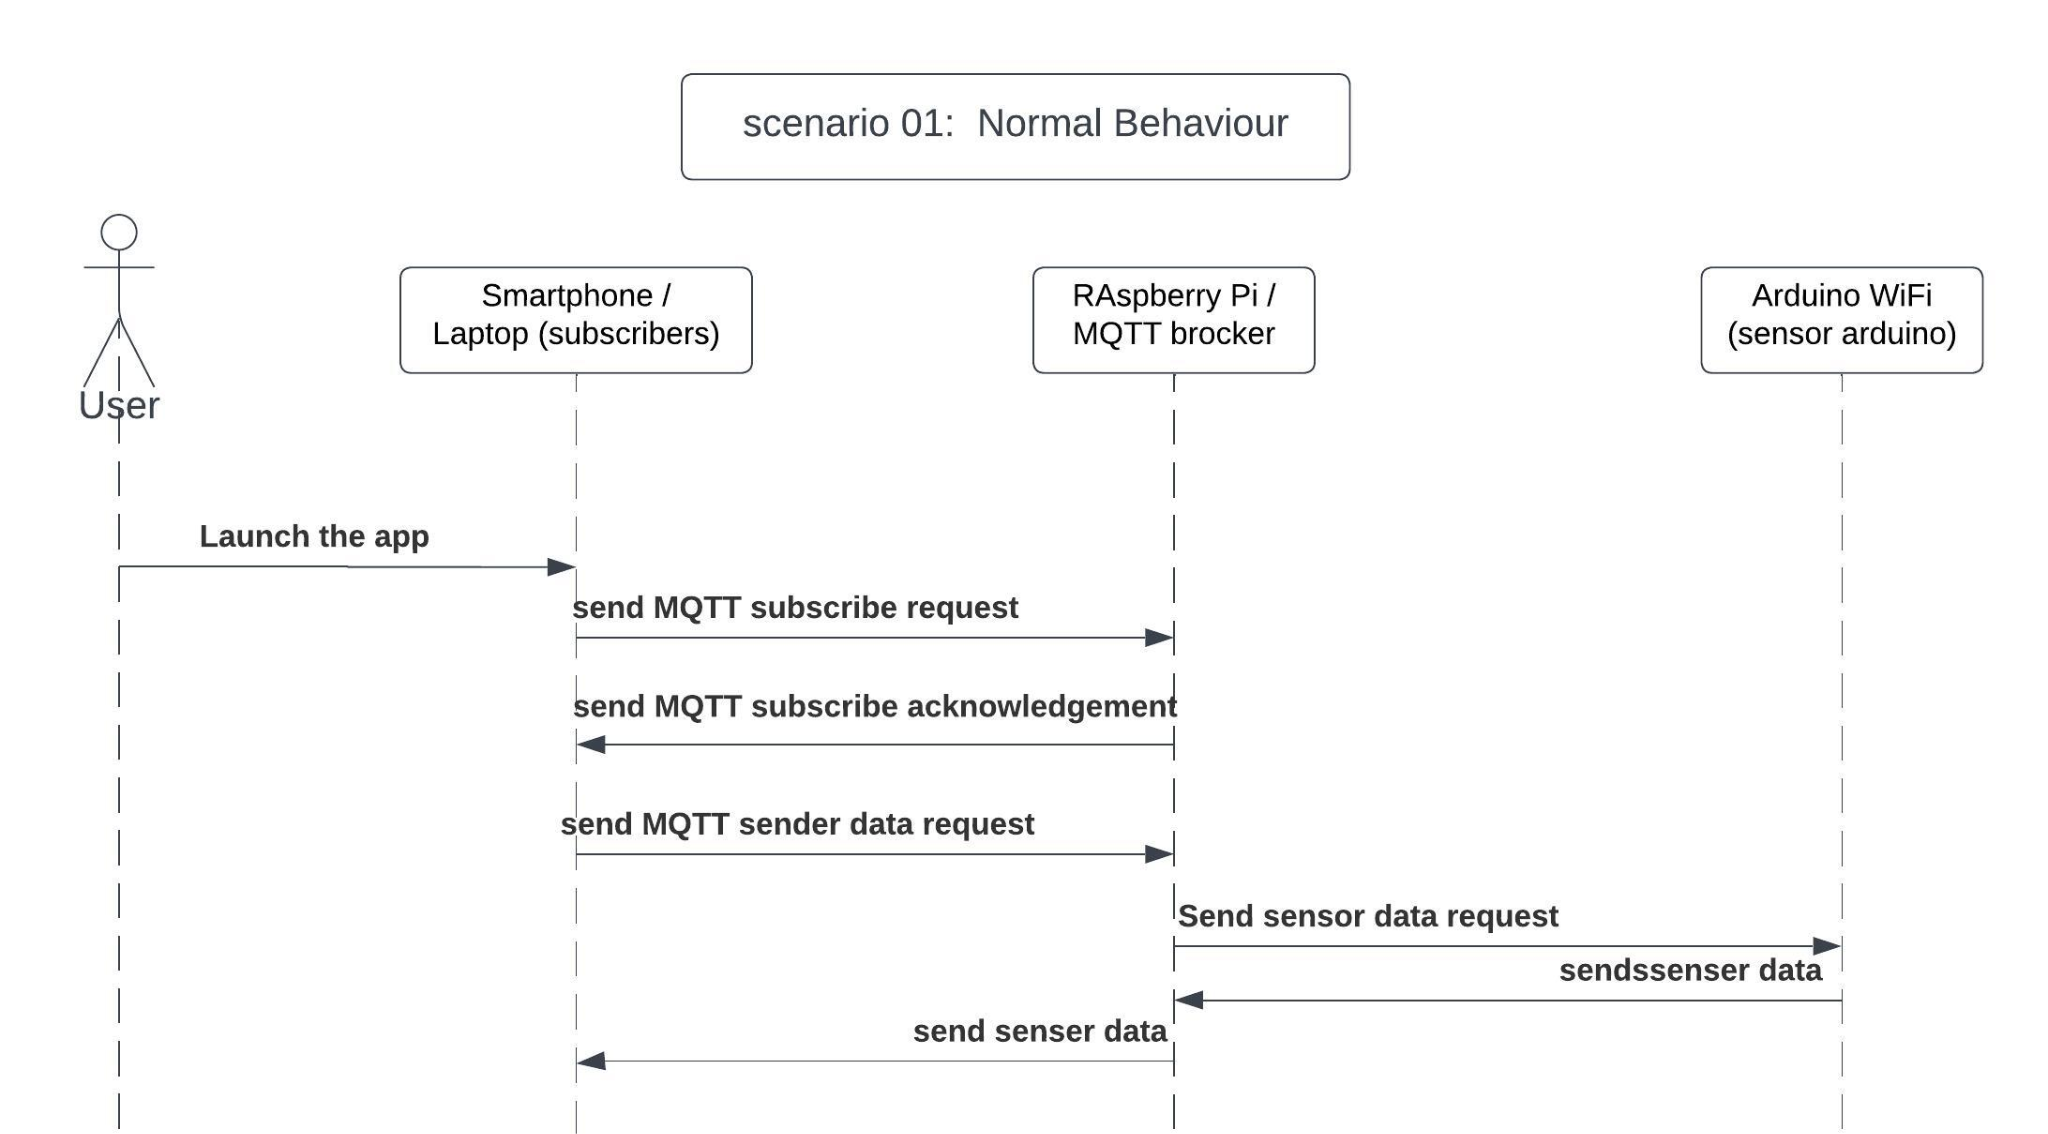 scenario 01:  Normal Behaviour
User
Smartphone /
Laptop (subscribers)
RAspberry Pi /
MQTT brocker
Arduino WiFi
(sensor arduino)
Launch the app
send MQTT subscribe request
send MQTT subscribe acknowledgement
send MQTT sender data request
Send sensor data request
sendssenser data
send senser data